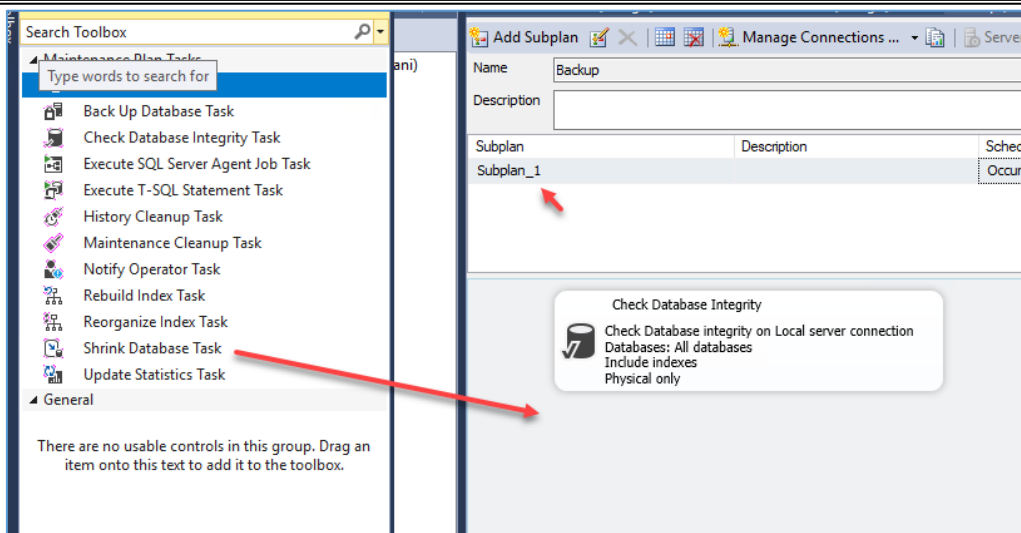 Search Toolbox
Maintenance Plan Tasks
Type words to search for
Back Up Database Task
Check Database Integrity Task
Execute SQL Server Agent Job Task
Execute T-SQL Statement Task
History Cleanup Task
Maintenance Cleanup Task
Notify Operator Task
Rebuild Index Task
Reorganize Index Task
Shrink Database Task
Update Statistics Task
General
There are no usable controls in this group. Drag an
item onto this text to add it to the toolbox.
ani)
Add Subplan Manage Connections ... Server
Name Backup
Description
Subplan Description Sched
Subplan_1 Occur
Check Database Integrity
Check Database integrity on Local server connection
Databases: All databases
Include indexes
Physical only